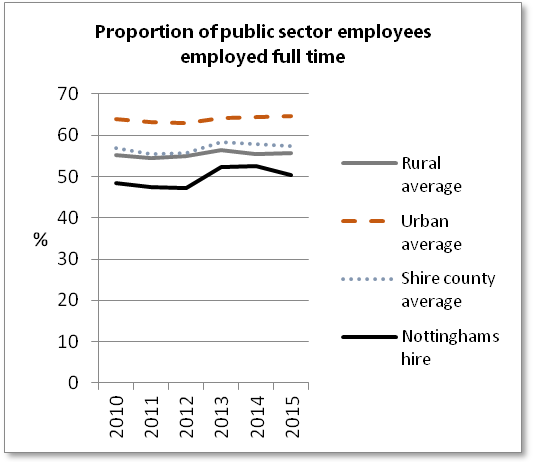 Proportion of public sector employees
employed full time
70
60
50
40
30
20
10
0
%
2010
2011
2012
2013
2014
2015
Rural
average
Urban
average
Shire county
average
Nottinghams
hire